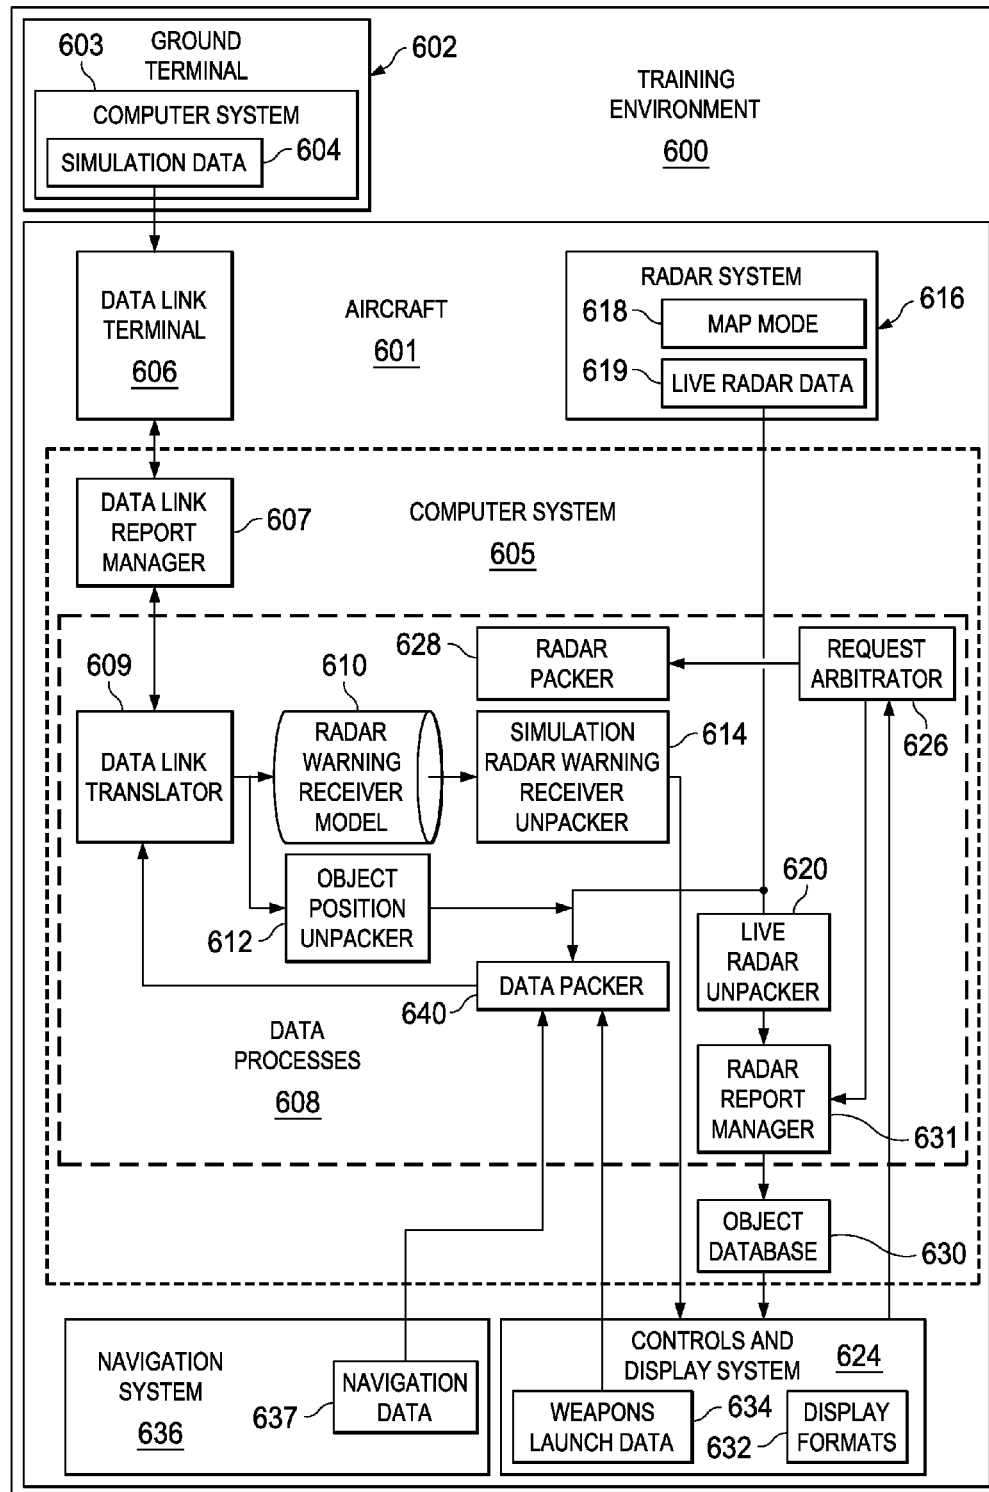 603
GROUND
TERMINAL
602
COMPUTER SYSTEM
SIMULATION DATA
604
TRAINING
ENVIRONMENT
600
DATA LINK
TERMINAL
606
AIRCRAFT
601
RADAR SYSTEM
618
MAP MODE
616
619
LIVE RADAR DATA
DATA LINK
REPORT
MANAGER
607
COMPUTER SYSTEM
605
628
RADAR
PACKER
REQUEST
ARBITRATOR
626
609
DATA LINK
TRANSLATOR
610
RADAR
WARNING
RECEIVER
MODEL
SIMULATION
RADAR WARNING
RECEIVER
UNPACKER
614
OBJECT
POSITION
UNPACKER
612
620
LIVE
RADAR
UNPACKER
DATA PACKER
640
DATA
PROCESSES
608
RADAR
REPORT
MANAGER
631
OBJECT
DATABASE
630
NAVIGATION
SYSTEM
636
637
NAVIGATION
DATA
CONTROLS AND
DISPLAY SYSTEM
624
WEAPONS
LAUNCH DATA
634
632
DISPLAY
FORMATS